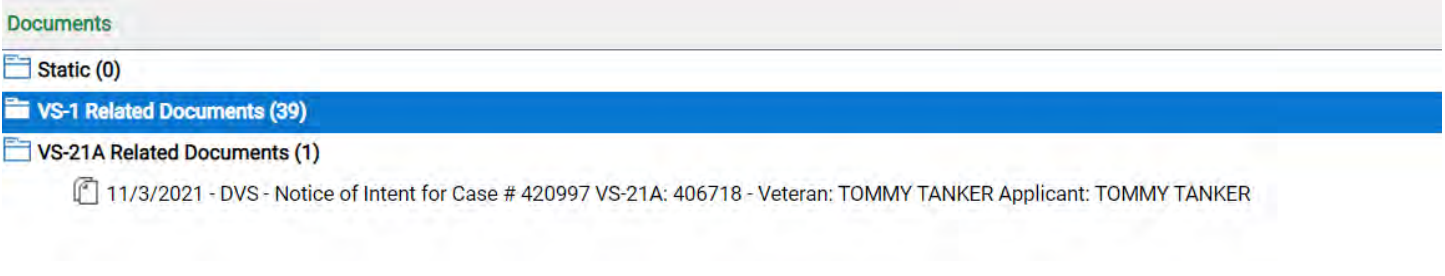 Documents
Static (0)
VS-1 Related Documents (39)
VS-21A Related Documents (1)
11/3/2021 - DVS - Notice of Intent for Case # 420997 VS-21A: 406718 - Veteran: TOMMY TANKER Applicant: TOMMY TANKER